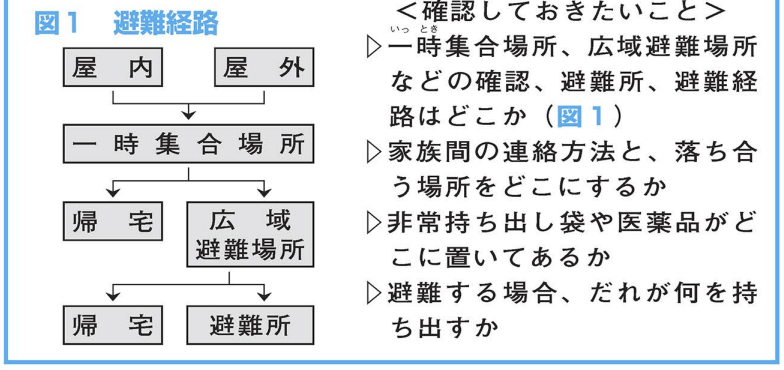 図1 避難経路
屋 内
屋 外
一 時 集 合 場 所
帰 宅
広 域
避難場所
帰 宅
避難所
＜確認しておきたいこと＞
いっ とき
▷一時集合場所、広域避難場所
などの確認、避難所、避難経
路はどこか（図1）
▷家族間の連絡方法と、落ち合
う場所をどこにするか
▷非常持ち出し袋や医薬品がど
こに置いてあるか
▷避難する場合、だれが何を持
ち出すか